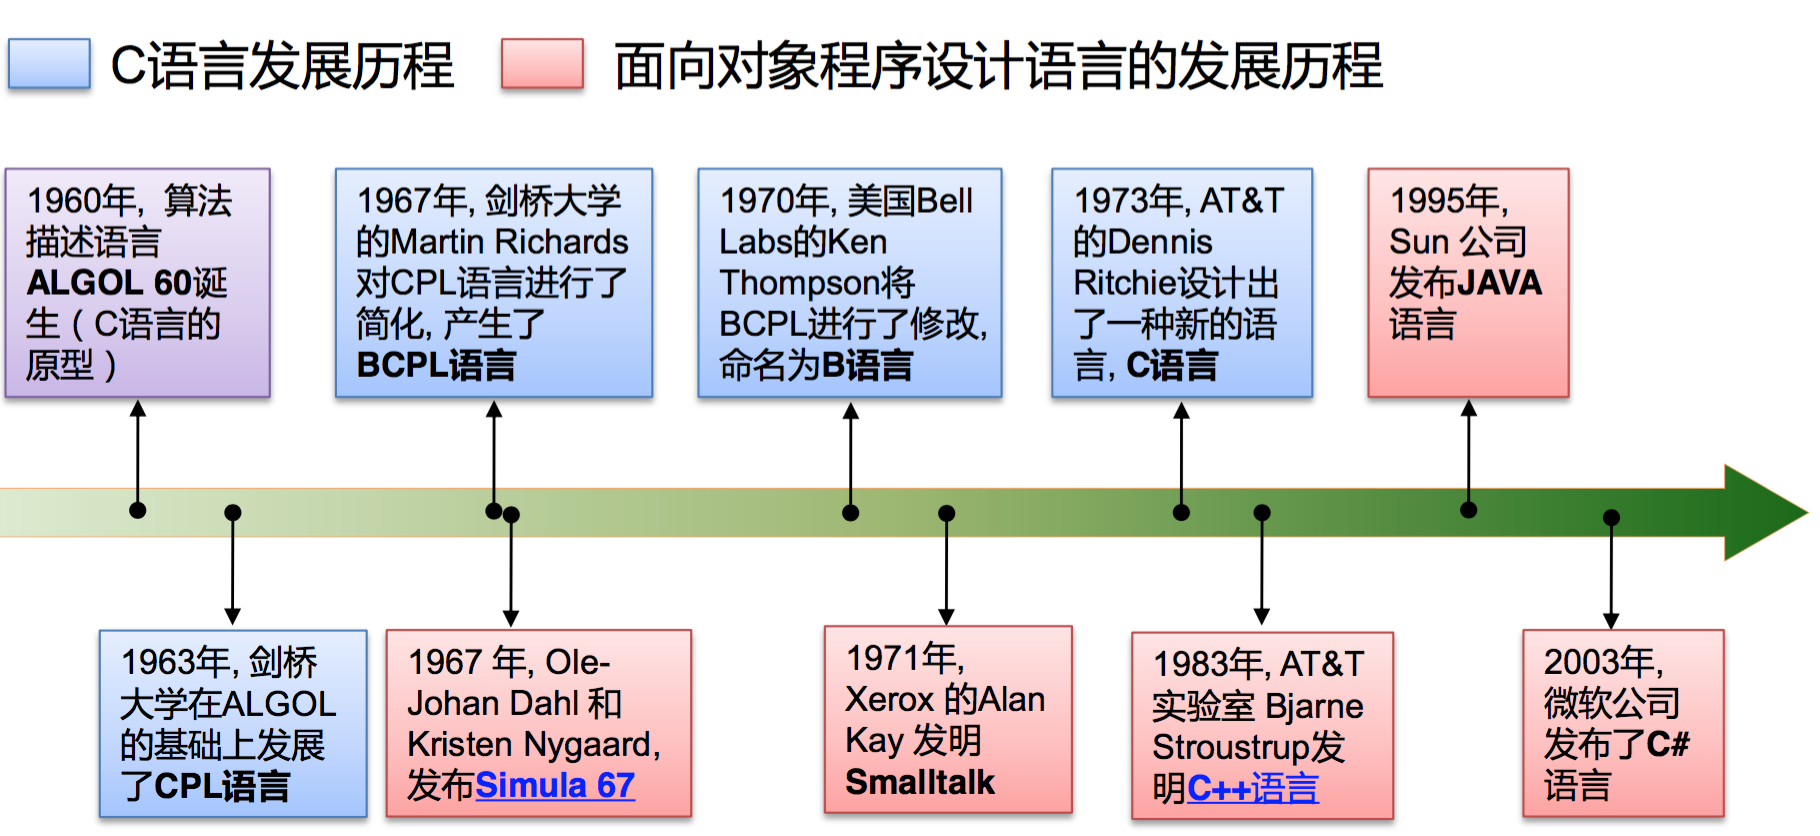 C语言发展历程
面向对象程序设计语言的发展历程
1960年, 算法
描述语言
ALGOL 60诞
生（C语言的
原型）
1967年, 剑桥大学
的Martin Richards
对CPL语言进行了
简化, 产生了
BCPL语言
1970年, 美国Bell
Labs的Ken
Thompson将
BCPL进行了修改,
命名为B语言
1973年, AT&T
的Dennis
Ritchie设计出
了一种新的语
言, C语言
1995年,
Sun 公司
发布JAVA
语言
1963年, 剑桥
大学在ALGOL
的基础上发展
了CPL语言
1967 年, Ole-
Johan Dahl 和
Kristen Nygaard,
发布Simula 67
1971年,
Xerox 的Alan
Kay 发明
Smalltalk
1983年, AT&T
实验室 Bjarne
Stroustrup发
明C++语言
2003年,
微软公司
发布了C#
语言